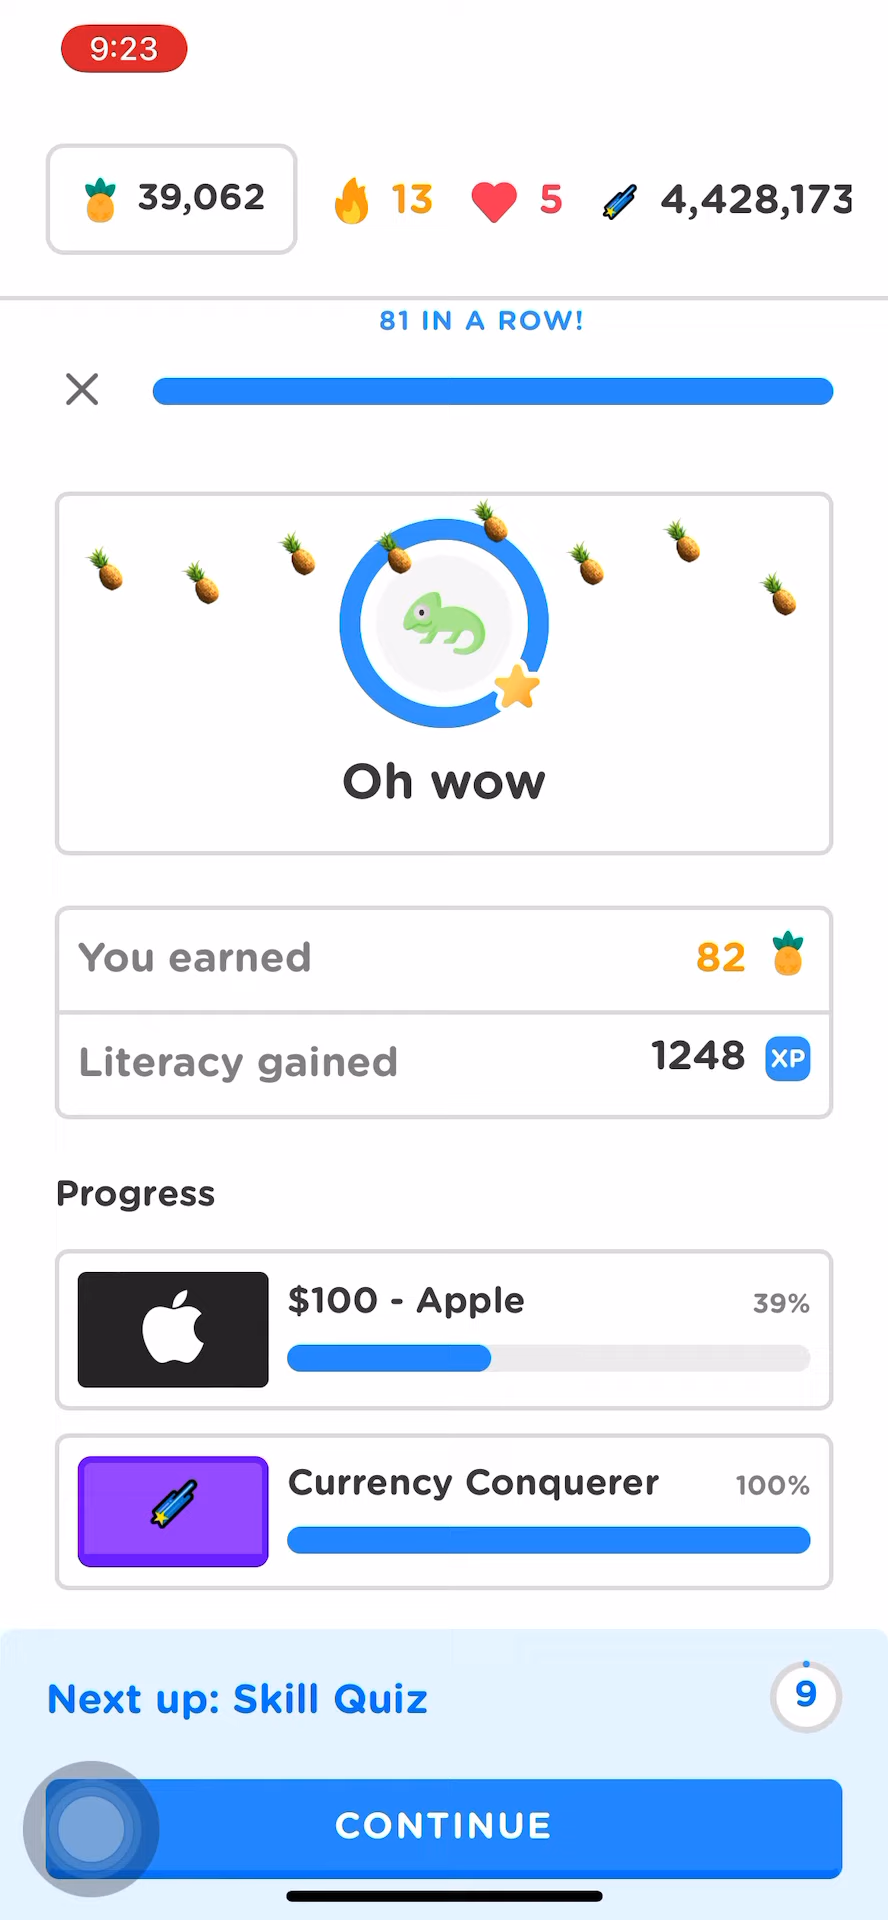 9:23
39,062 13 5 4,428,173
81 IN A ROW!
Oh wow
You earned 82
Literacy gained 1248 XP
Progress
$100 - Apple 39%
Currency Conquerer 100%
Next up: Skill Quiz 9
CONTINUE